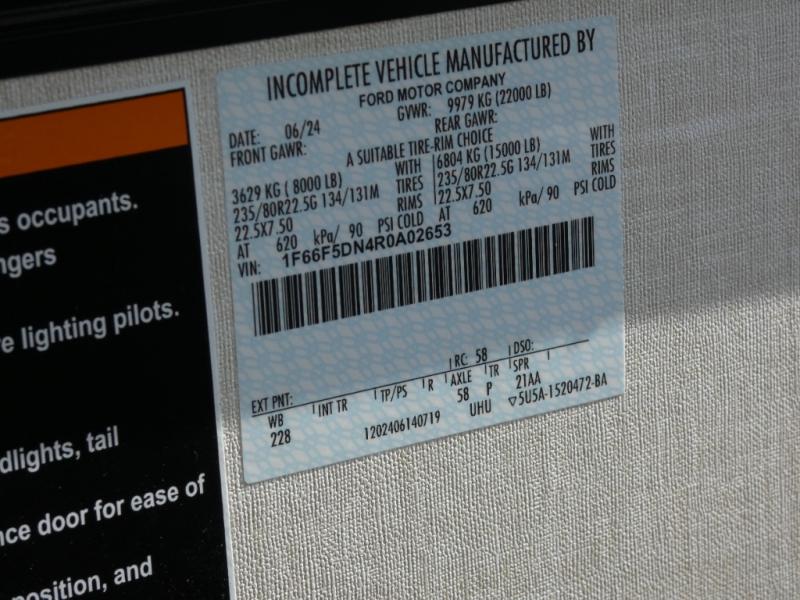 INCOMPLETE VEHICLE MANUFACTURED BY
FORD MOTOR COMPANY
DATE: 06/24 GVWR: 9979 KG (22000 LB)
FRONT GAWR: REAR GAWR:
A SUITABLE TIRE-RIM CHOICE
3629 KG ( 8000 LB) WITH 6804 KG (15000 LB) WITH
235/80R22.5G 134/131M TIRES 235/80R22.5G 134/131M TIRES
22.5X7.50 RIMS 22.5X7.50 RIMS
AT 620 kPa/ 90 PSI COLD AT 620 kPa/ 90 PSI COLD
VIN: 1F66F5DN4R0A02653
EXT PNT: RC: 58 DSO:
WB INT TR TP/PS R AXLE TR SPR
228 58 P 21AA
1202406140719 UHU ▽5U5A-1520472-BA
s occupants.
ngers
e lighting pilots.
dlights, tail
nce door for ease of
position, and